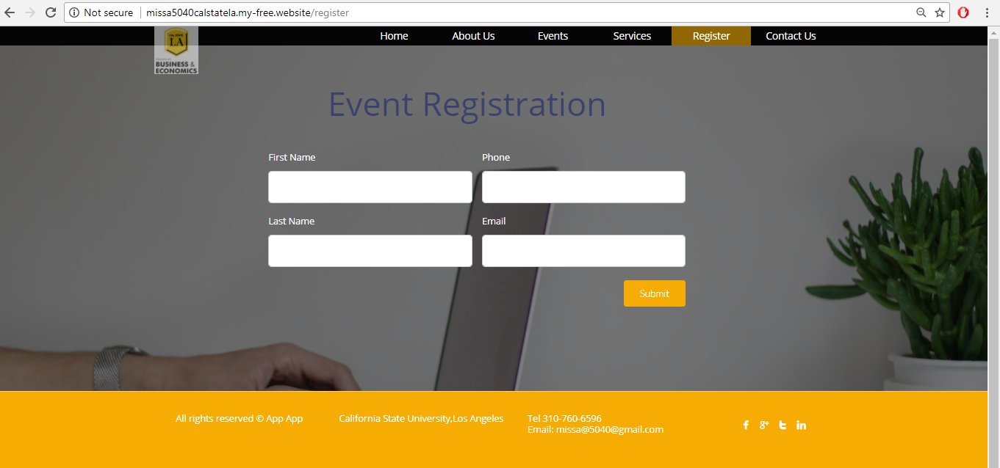 Not secure missa5040calstatela.my-free.website/register
CAL STATE
LA
BUSINESS &
ECONOMICS
Home About Us Events Services Register Contact Us
Event Registration
First Name Phone
Last Name Email
Submit
All rights reserved © App App California State University,Los Angeles Tel 310-760-6596
Email: missa@5040@gmail.com